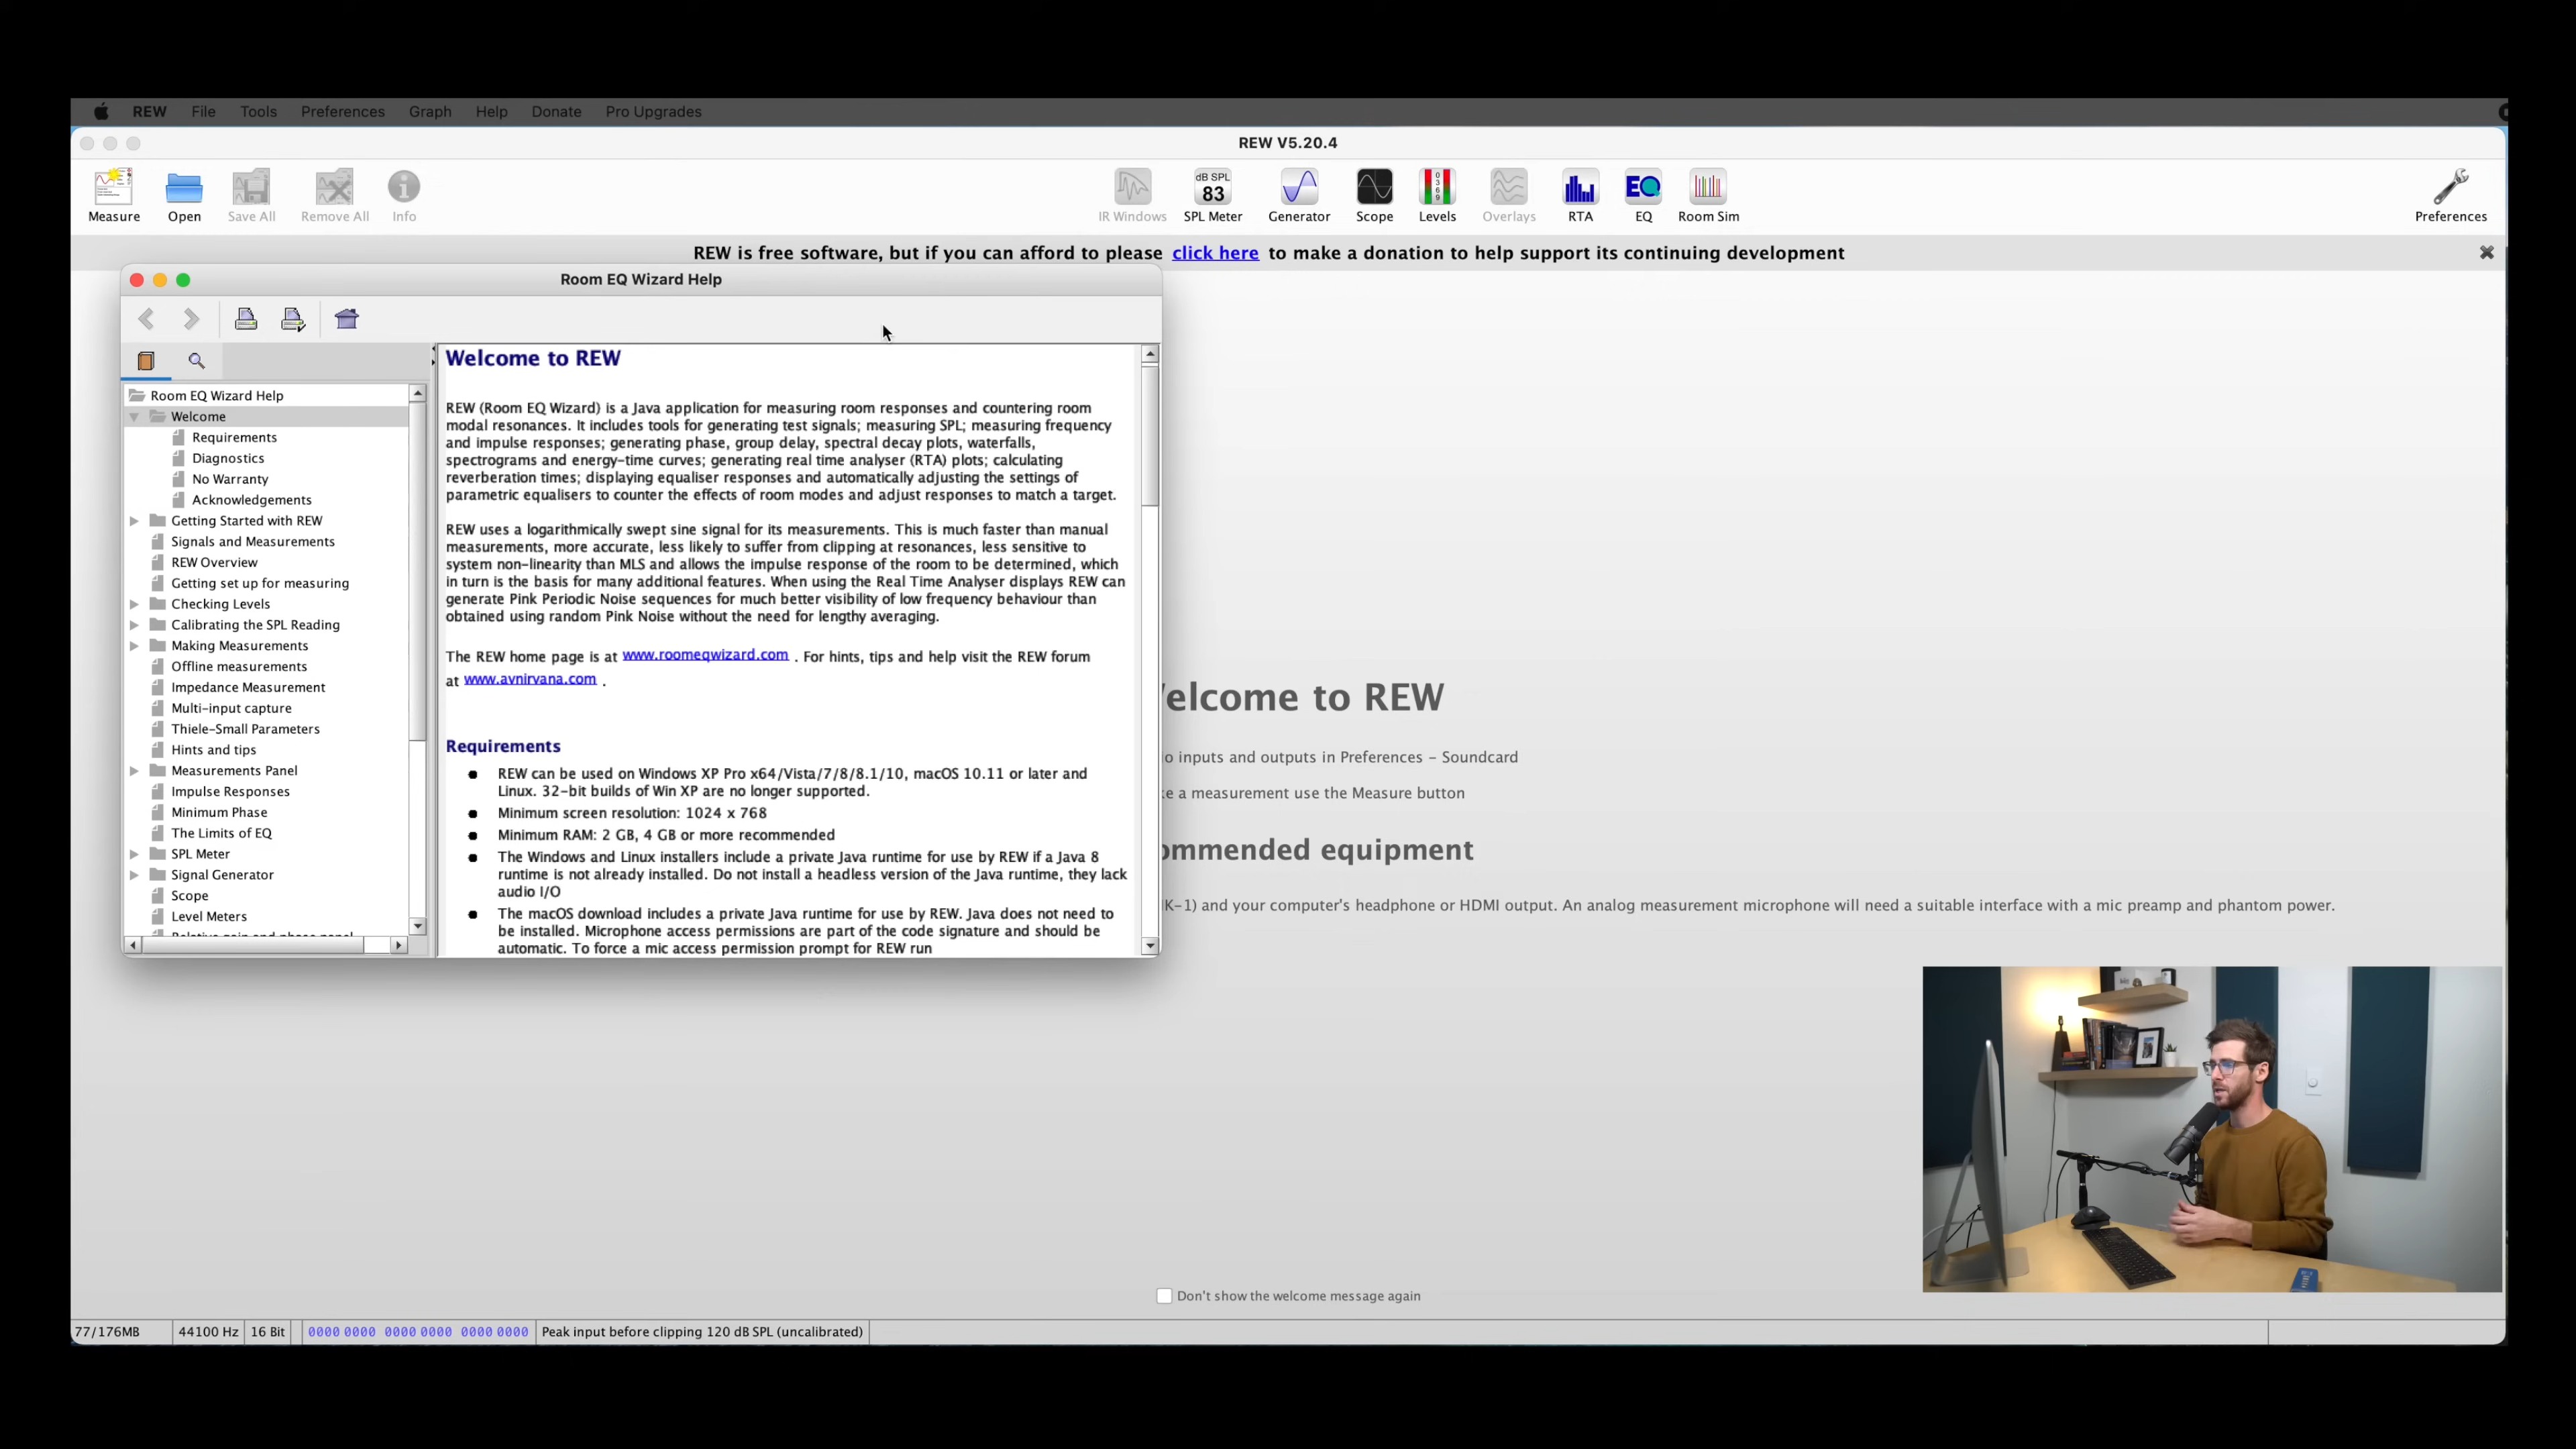 REW File Tools Preferences Graph Help Donate Pro Upgrades
REW V5.20.4
Measure Open Save All Remove All Info
IR Windows
dB SPL
83
SPL Meter Generator Scope
0
3
6
9
Levels Overlays RTA
EQ
EQ Room Sim Preferences
REW is free software, but if you can afford to please click here to make a donation to help support its continuing development
Room EQ Wizard Help
Room EQ Wizard Help
Welcome
Requirements
Diagnostics
No Warranty
Acknowledgements
Getting Started with REW
Signals and Measurements
REW Overview
Getting set up for measuring
Checking Levels
Calibrating the SPL Reading
Making Measurements
Offline measurements
Impedance Measurement
Multi-input capture
Thiele-Small Parameters
Hints and tips
Measurements Panel
Impulse Responses
Minimum Phase
The Limits of EQ
SPL Meter
Signal Generator
Scope
Level Meters
Relative gain and phase panel
Welcome to REW
REW (Room EQ Wizard) is a Java application for measuring room responses and countering room
modal resonances. It includes tools for generating test signals; measuring SPL; measuring frequency
and impulse responses; generating phase, group delay, spectral decay plots, waterfalls,
spectrograms and energy-time curves; generating real time analyser (RTA) plots; calculating
reverberation times; displaying equaliser responses and automatically adjusting the settings of
parametric equalisers to counter the effects of room modes and adjust responses to match a target.
REW uses a logarithmically swept sine signal for its measurements. This is much faster than manual
measurements, more accurate, less likely to suffer from clipping at resonances, less sensitive to
system non-linearity than MLS and allows the impulse response of the room to be determined, which
in turn is the basis for many additional features. When using the Real Time Analyser displays REW can
generate Pink Periodic Noise sequences for much better visibility of low frequency behaviour than
obtained using random Pink Noise without the need for lengthy averaging.
The REW home page is at www.roomeqwizard.com . For hints, tips and help visit the REW forum
at www.avnirvana.com .
Requirements
REW can be used on Windows XP Pro x64/Vista/7/8/8.1/10, macOS 10.11 or later and
Linux. 32-bit builds of Win XP are no longer supported.
Minimum screen resolution: 1024 x 768
Minimum RAM: 2 GB, 4 GB or more recommended
The Windows and Linux installers include a private Java runtime for use by REW if a Java 8
runtime is not already installed. Do not install a headless version of the Java runtime, they lack
audio I/O
The macOS download includes a private Java runtime for use by REW. Java does not need to
be installed. Microphone access permissions are part of the code signature and should be
automatic. To force a mic access permission prompt for REW run
elcome to REW
o inputs and outputs in Preferences - Soundcard
e a measurement use the Measure button
ommended equipment
IK-1) and your computer's headphone or HDMI output. An analog measurement microphone will need a suitable interface with a mic preamp and phantom power.
Don't show the welcome message again
77/176MB 44100 Hz 16 Bit 0000 0000 0000 0000 0000 0000 Peak input before clipping 120 dB SPL (uncalibrated)